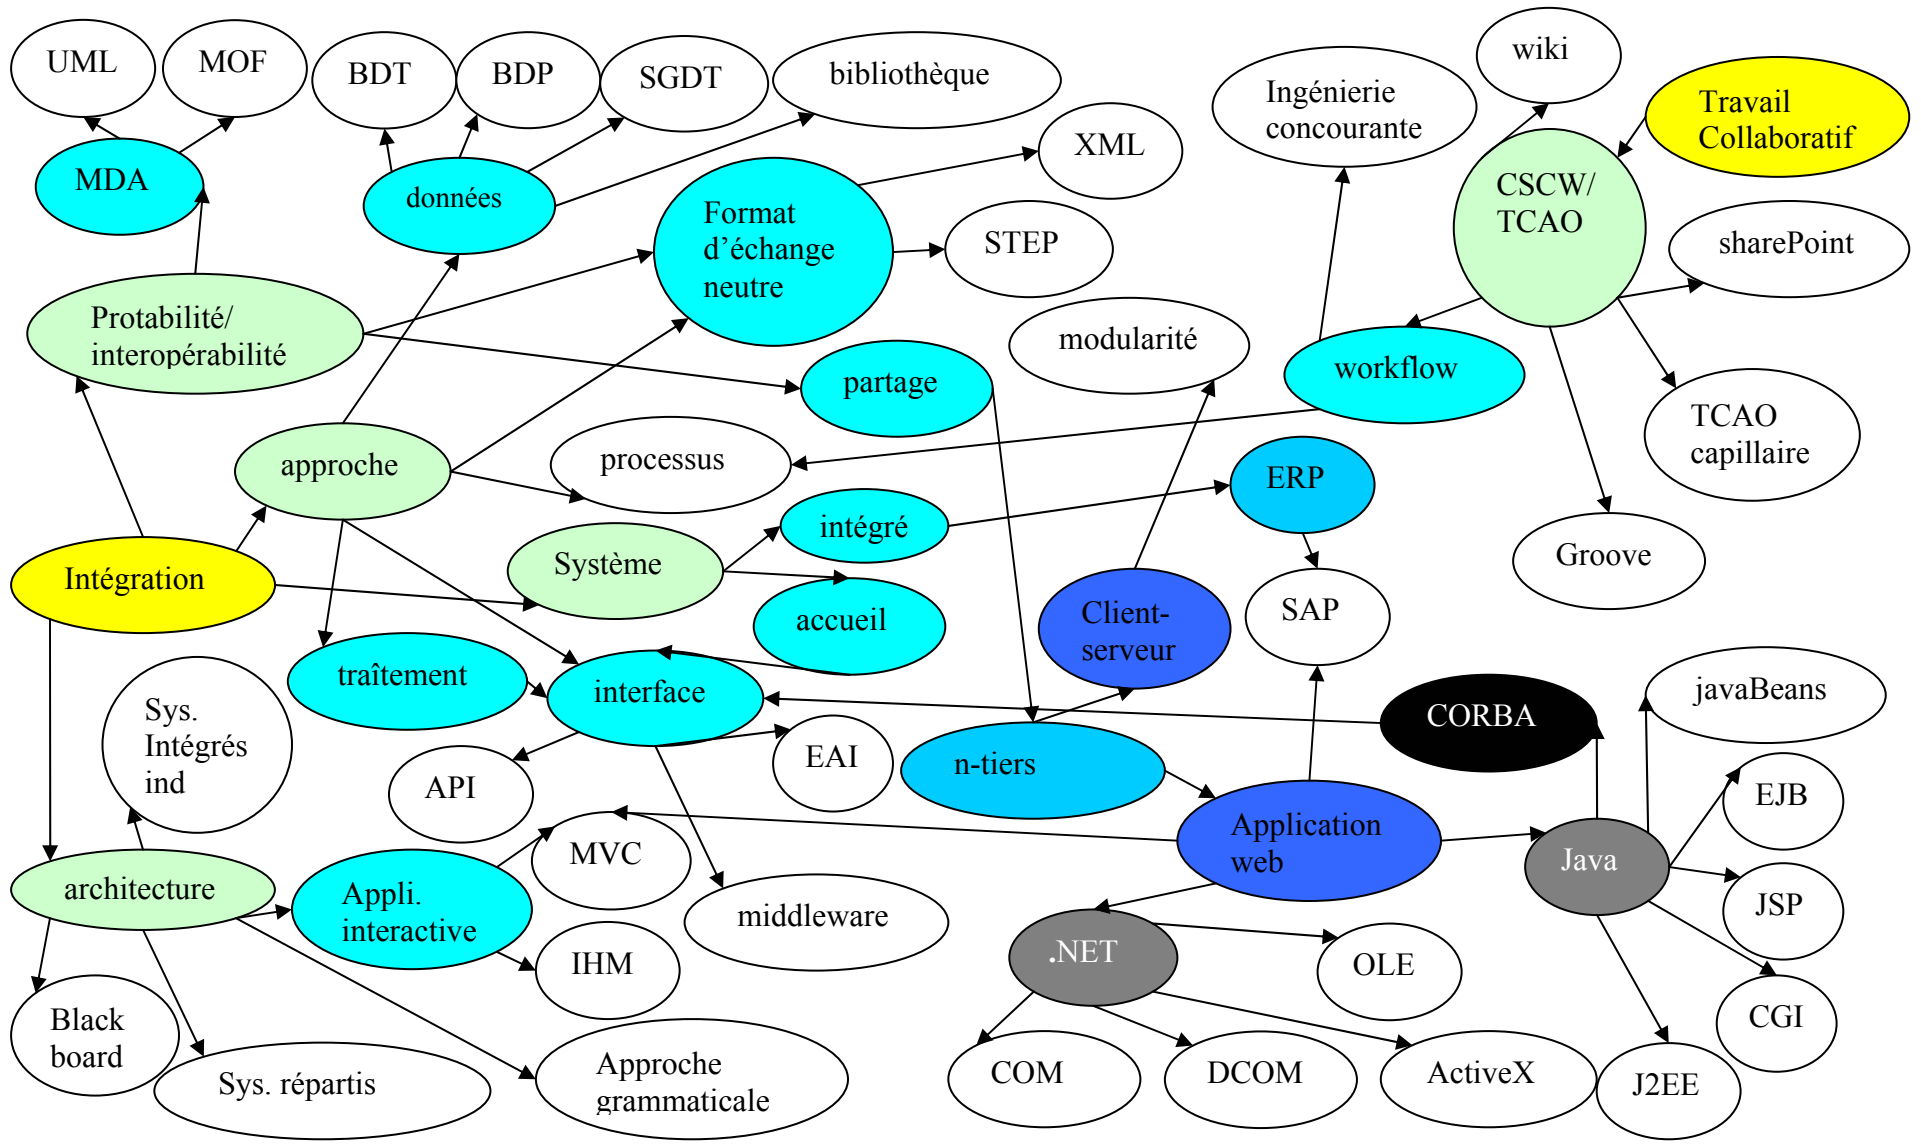 UML
MOF
BDT
BDP
SGDT
bibliothèque
wiki
Ingénierie
concourante
Travail
Collaboratif
XML
MDA
données
CSCW/
TCAO
Format
d’échange
neutre
STEP
sharePoint
Protabilité/
interopérabilité
modularité
partage
workflow
TCAO
capillaire
approche
processus
ERP
intégré
Groove
Intégration
Système
accueil
Client-
serveur
SAP
traîtement
interface
javaBeans
CORBA
Sys.
Intégrés
ind
API
EAI
n-tiers
EJB
Application
web
MVC
Java
architecture
Appli.
interactive
middleware
JSP
IHM
.NET
OLE
CGI
Black
board
Sys. répartis
Approche
grammaticale
COM
DCOM
ActiveX
J2EE